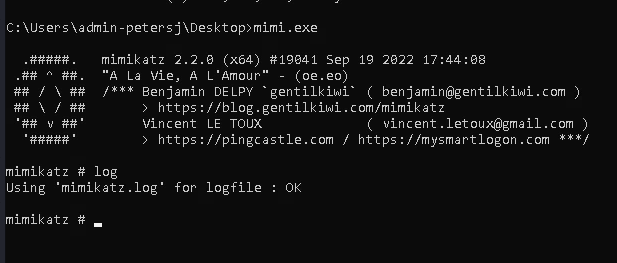 C:\Users\admin-petersj\Desktop>mimi.exe
  .#####.   mimikatz 2.2.0 (x64) #19041 Sep 19 2022 17:44:08
 .## ^ ##.  "A La Vie, A L'Amour" - (oe.eo)
 ## / \ ##  /*** Benjamin DELPY `gentilkiwi` ( benjamin@gentilkiwi.com )
 ## \ / ##       > https://blog.gentilkiwi.com/mimikatz
 '## v ##'       Vincent LE TOUX             ( vincent.letoux@gmail.com )
  '#####'        > https://pingcastle.com / https://mysmartlogon.com ***/
mimikatz # log
Using 'mimikatz.log' for logfile : OK
mimikatz # _